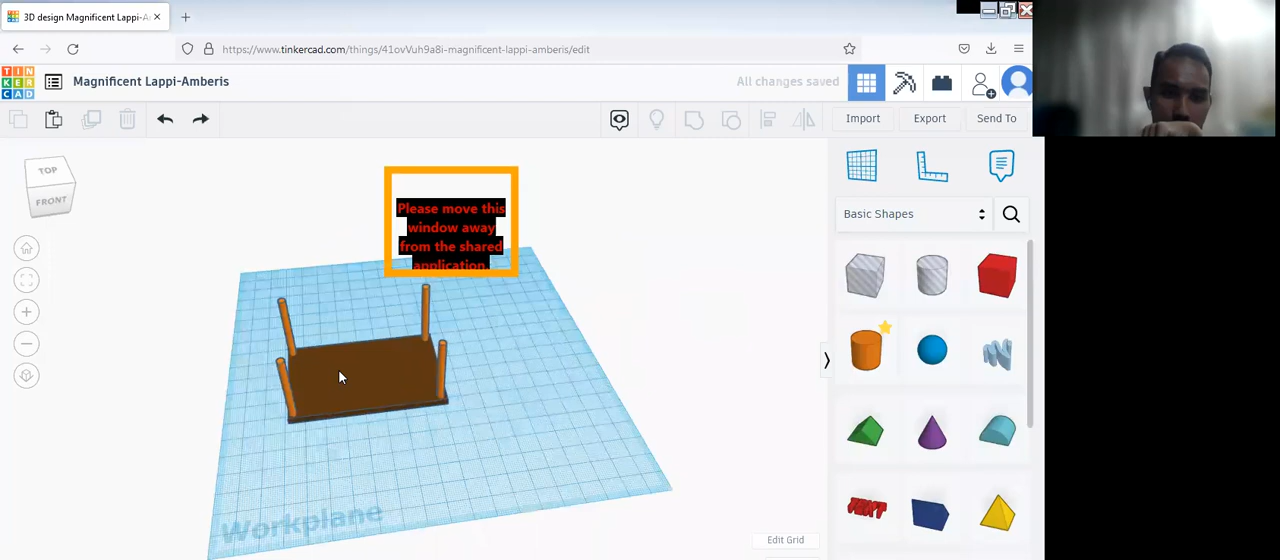 3D design Magnificent Lappi-A
https://www.tinkercad.com/things/41ovVuh9a8i-magnificent-lappi-amberis/edit
TIN
KER
CAD
Magnificent Lappi-Amberis
All changes saved
Import
Export
Send To
TOP
FRONT
Please move this
window away
from the shared
application.
Basic Shapes
TEXT
Workplane
Edit Grid